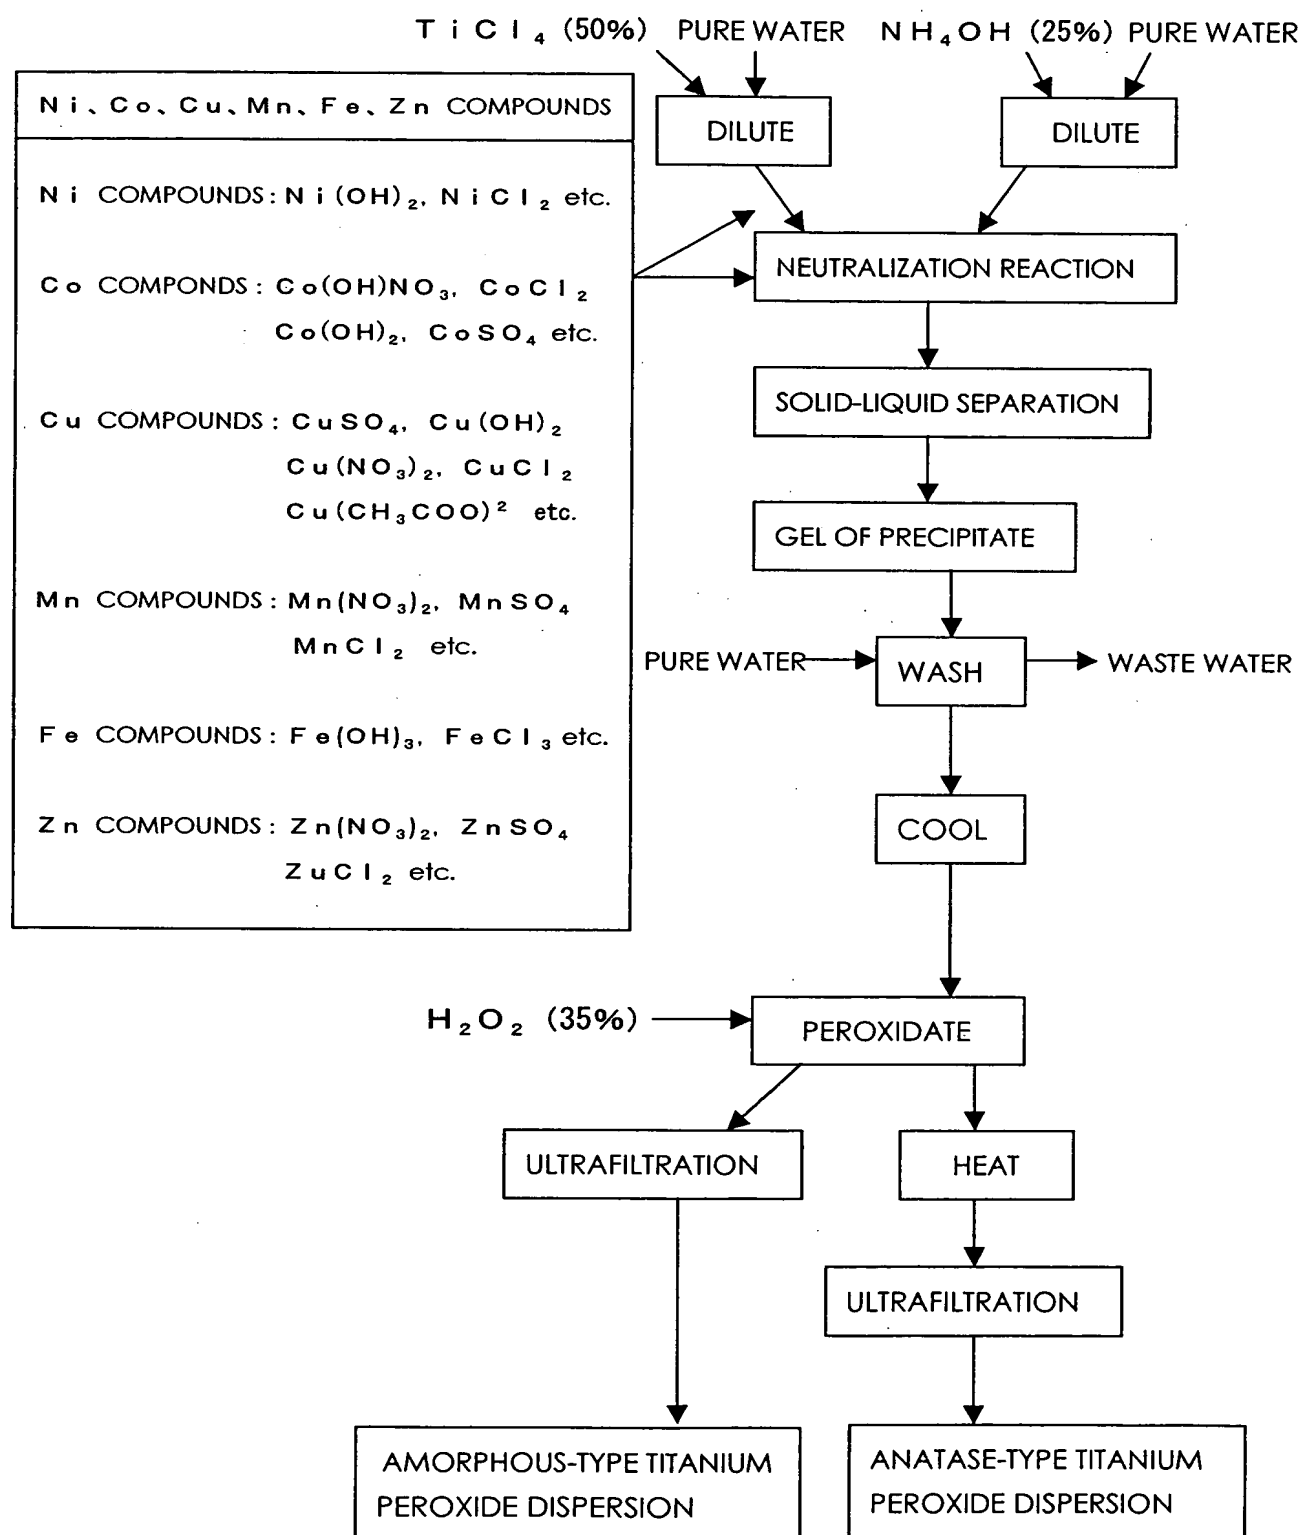 TiCl₄ (50%) PURE WATER NH₄OH (25%) PURE WATER
DILUTE DILUTE
Ni、Co、Cu、Mn、Fe、Zn COMPOUNDS
Ni COMPOUNDS: Ni(OH)₂, NiCl₂ etc.
Co COMPONDS: Co(OH)NO₃, CoCl₂
Co(OH)₂, CoSO₄ etc.
Cu COMPOUNDS: CuSO₄, Cu(OH)₂
Cu(NO₃)₂, CuCl₂
Cu(CH₃COO)² etc.
Mn COMPOUNDS: Mn(NO₃)₂, MnSO₄
MnCl₂ etc.
Fe COMPOUNDS: Fe(OH)₃, FeCl₃ etc.
Zn COMPOUNDS: Zn(NO₃)₂, ZnSO₄
ZuCl₂ etc.
NEUTRALIZATION REACTION
SOLID-LIQUID SEPARATION
GEL OF PRECIPITATE
PURE WATER WASH WASTE WATER
COOL
H₂O₂ (35%) PEROXIDATE
ULTRAFILTRATION HEAT
ULTRAFILTRATION
AMORPHOUS-TYPE TITANIUM
PEROXIDE DISPERSION
ANATASE-TYPE TITANIUM
PEROXIDE DISPERSION